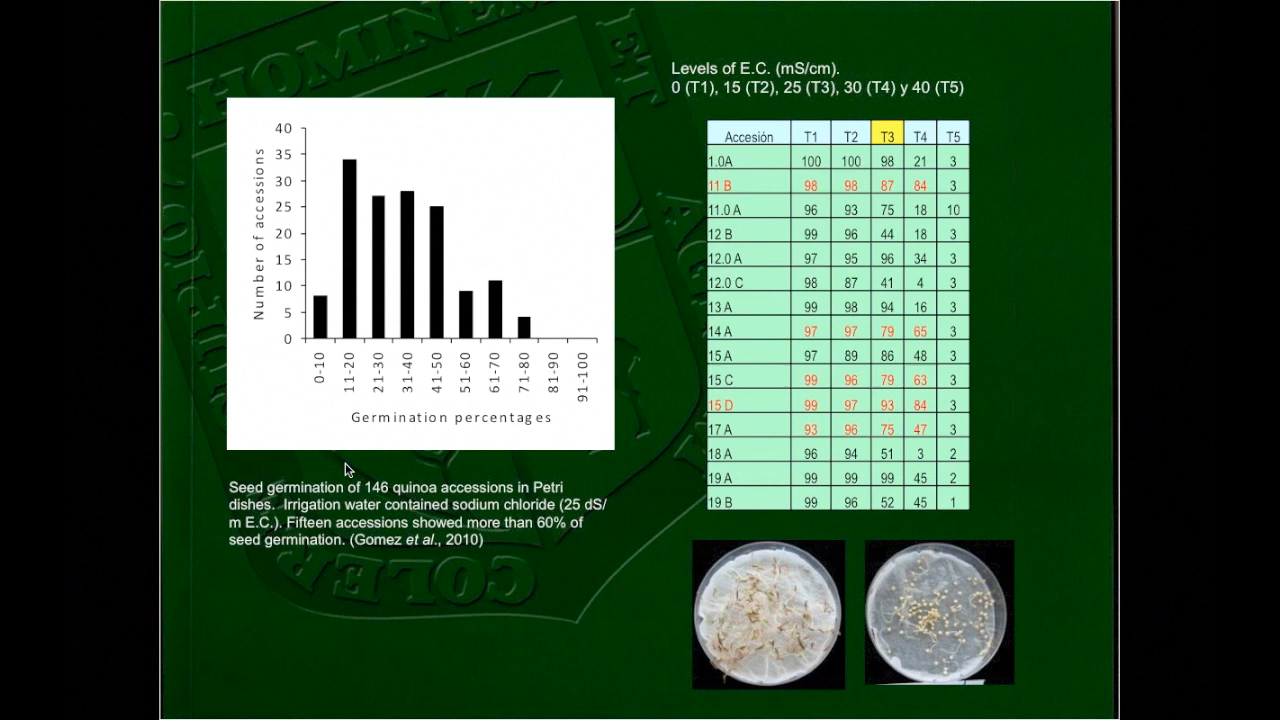 HOMINEM
ET
COLER
40
35
30
25
20
15
10
5
0
Number of accessions
0-10
11-20
21-30
31-40
41-50
51-60
61-70
71-80
81-90
91-100
Germination percentages
Seed germination of 146 quinoa accessions in Petri
dishes. Irrigation water contained sodium chloride (25 dS/
m E.C.). Fifteen accessions showed more than 60% of
seed germination. (Gomez et al., 2010)
Levels of E.C. (mS/cm).
0 (T1), 15 (T2), 25 (T3), 30 (T4) y 40 (T5)
Accesión T1 T2 T3 T4 T5
1.0A 100 100 98 21 3
11 B 98 98 87 84 3
11.0 A 96 93 75 18 10
12 B 99 96 44 18 3
12.0 A 97 95 96 34 3
12.0 C 98 87 41 4 3
13 A 99 98 94 16 3
14 A 97 97 79 65 3
15 A 97 89 86 48 3
15 C 99 96 79 63 3
15 D 99 97 93 84 3
17 A 93 96 75 47 3
18 A 96 94 51 3 2
19 A 99 99 99 45 2
19 B 99 96 52 45 1